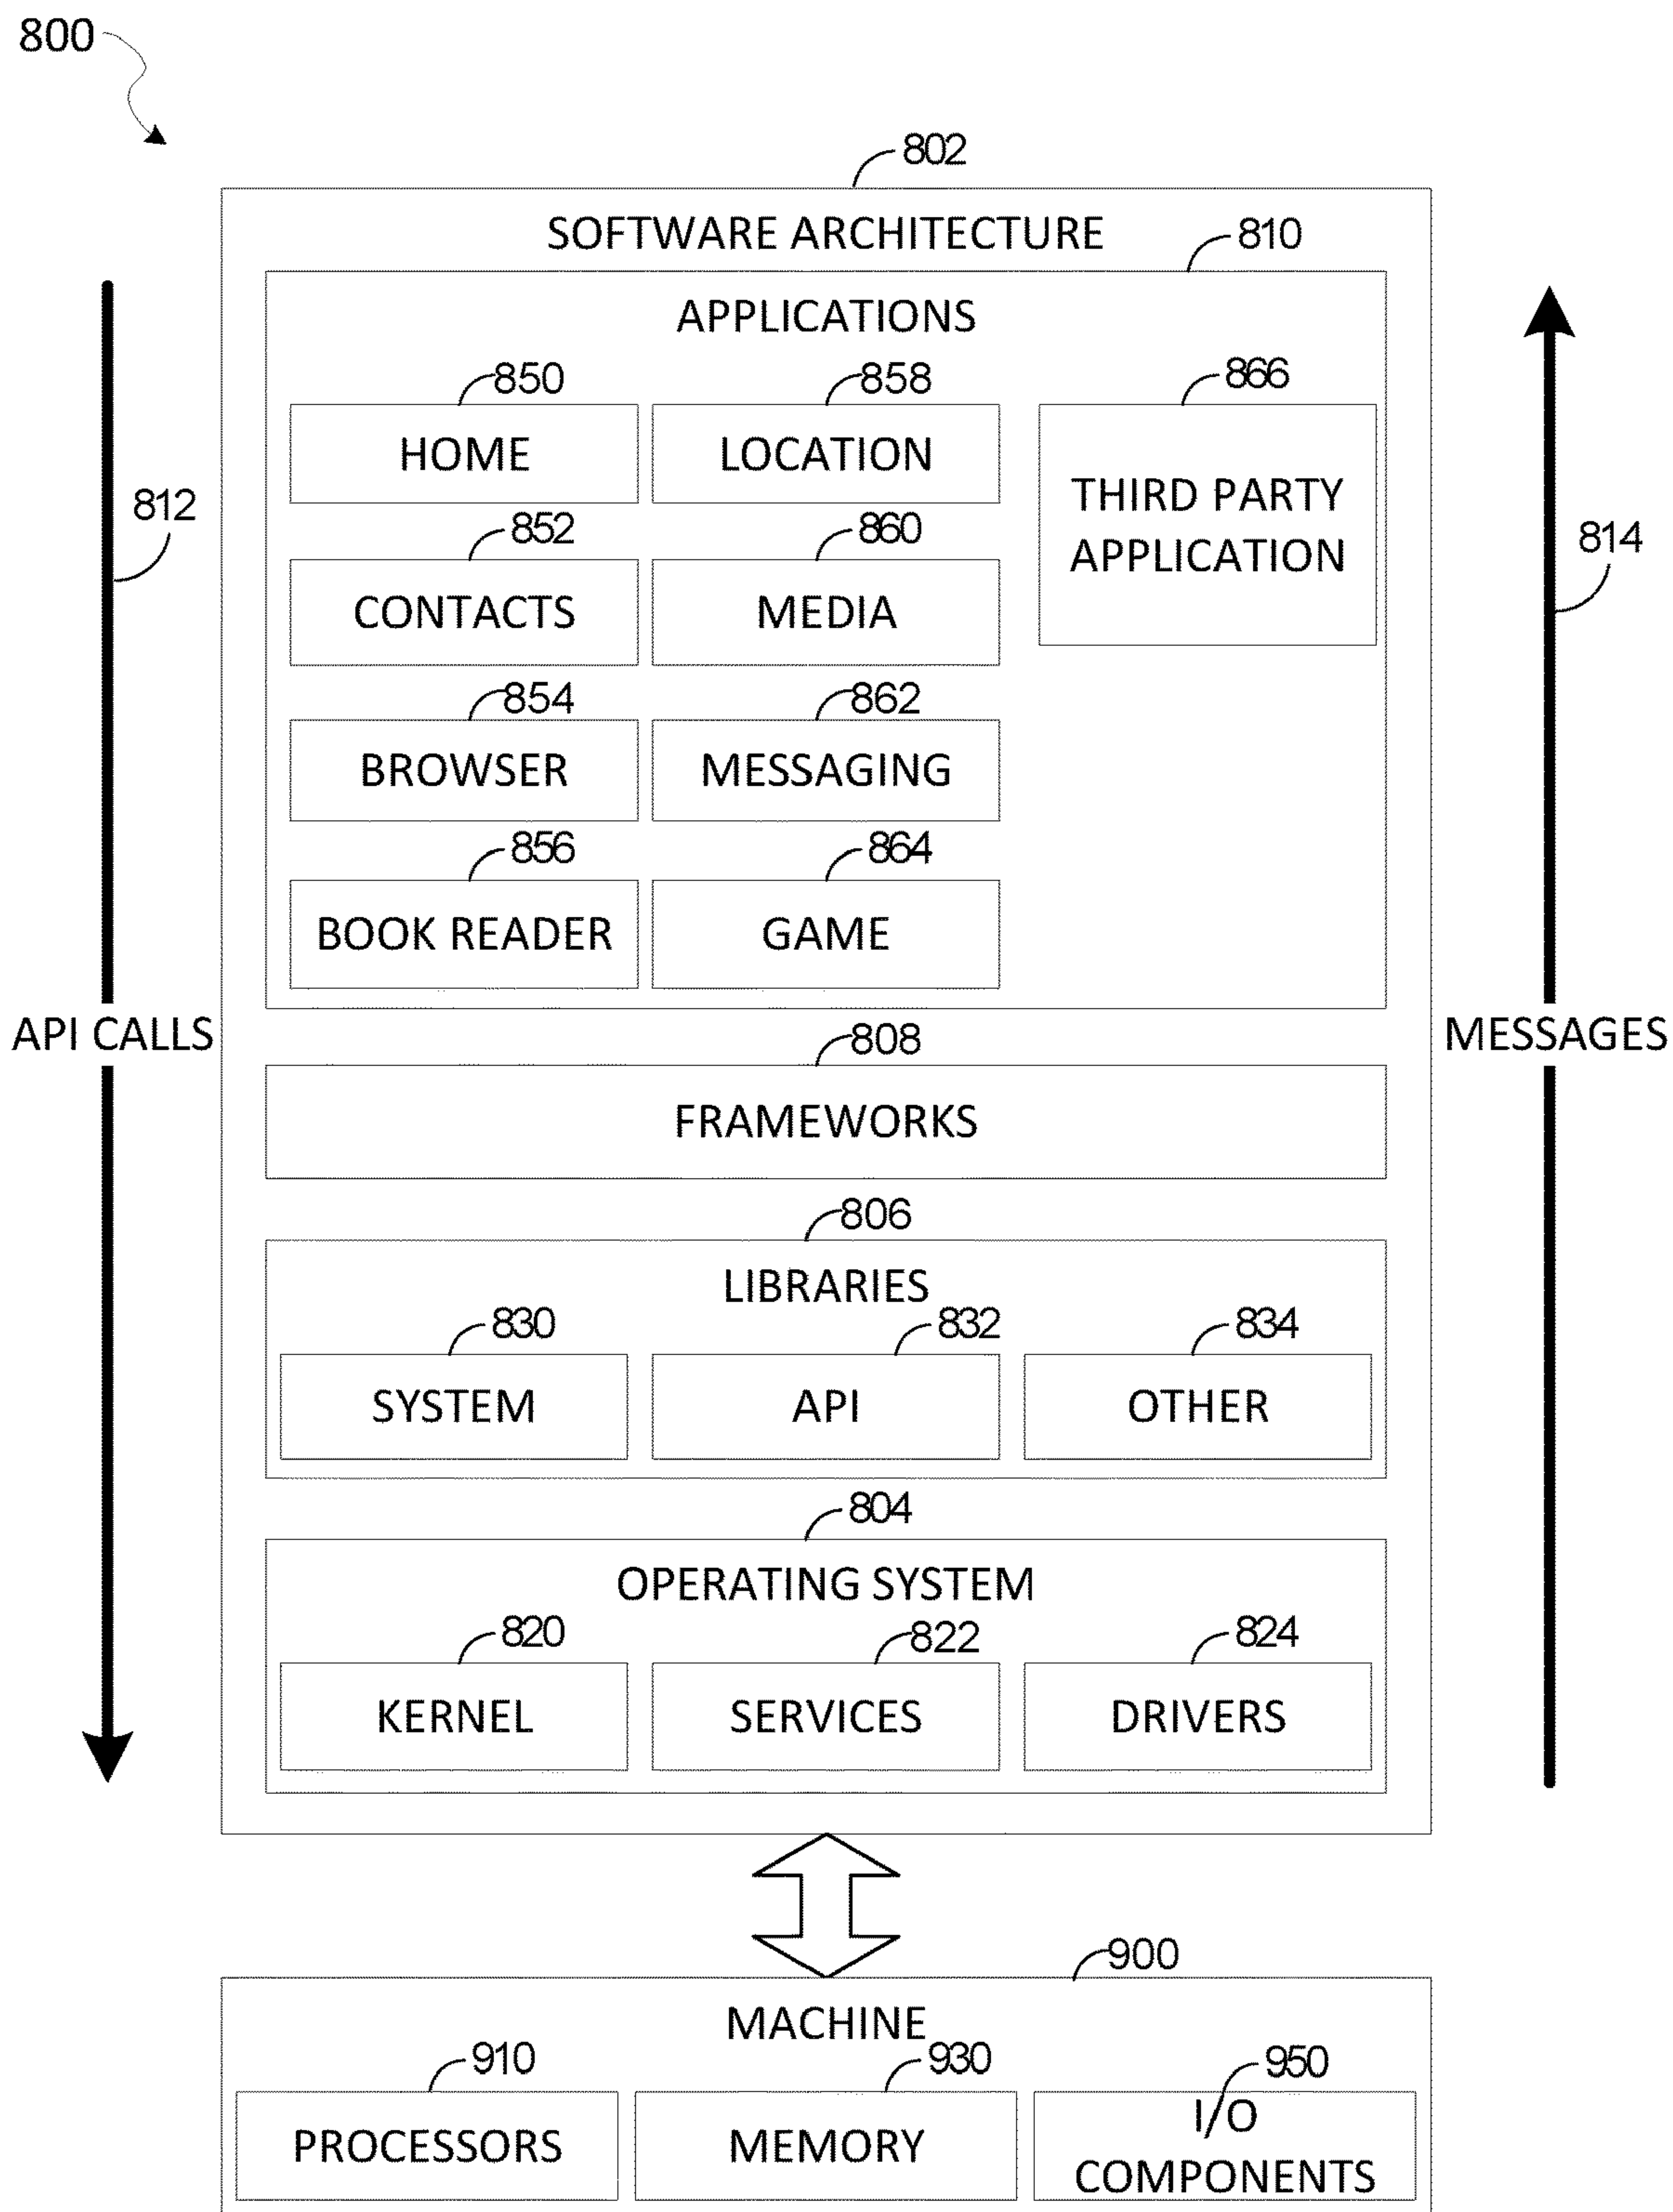 800
802
SOFTWARE ARCHITECTURE
810
APPLICATIONS
850
858
866
HOME
LOCATION
THIRD PARTY
APPLICATION
812
814
852
860
CONTACTS
MEDIA
854
862
BROWSER
MESSAGING
856
864
BOOK READER
GAME
API CALLS
MESSAGES
808
FRAMEWORKS
806
LIBRARIES
830
832
834
SYSTEM
API
OTHER
804
OPERATING SYSTEM
820
822
824
KERNEL
SERVICES
DRIVERS
900
MACHINE
910
930
950
PROCESSORS
MEMORY
I/O
COMPONENTS